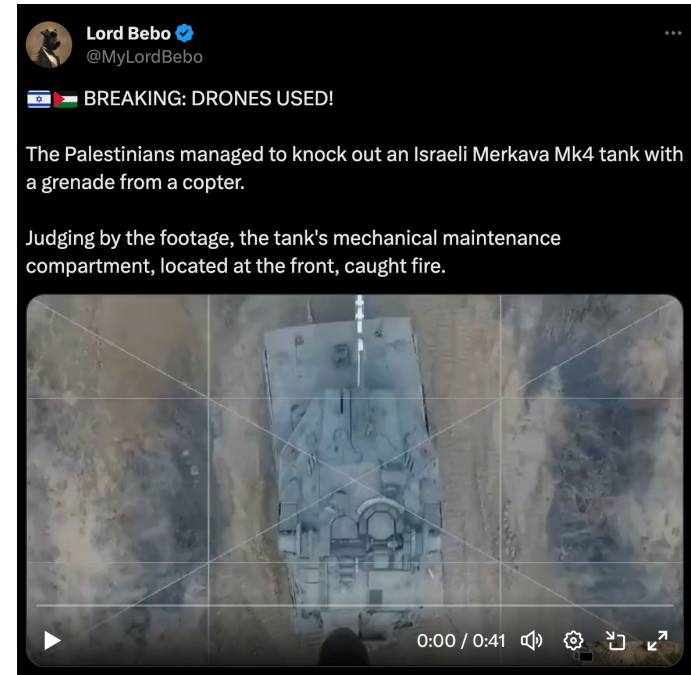 Lord Bebo
@MyLordBebo
🇮🇱🇵🇸 BREAKING: DRONES USED!
The Palestinians managed to knock out an Israeli Merkava Mk4 tank with
a grenade from a copter.
Judging by the footage, the tank's mechanical maintenance
compartment, located at the front, caught fire.
0:00 / 0:41